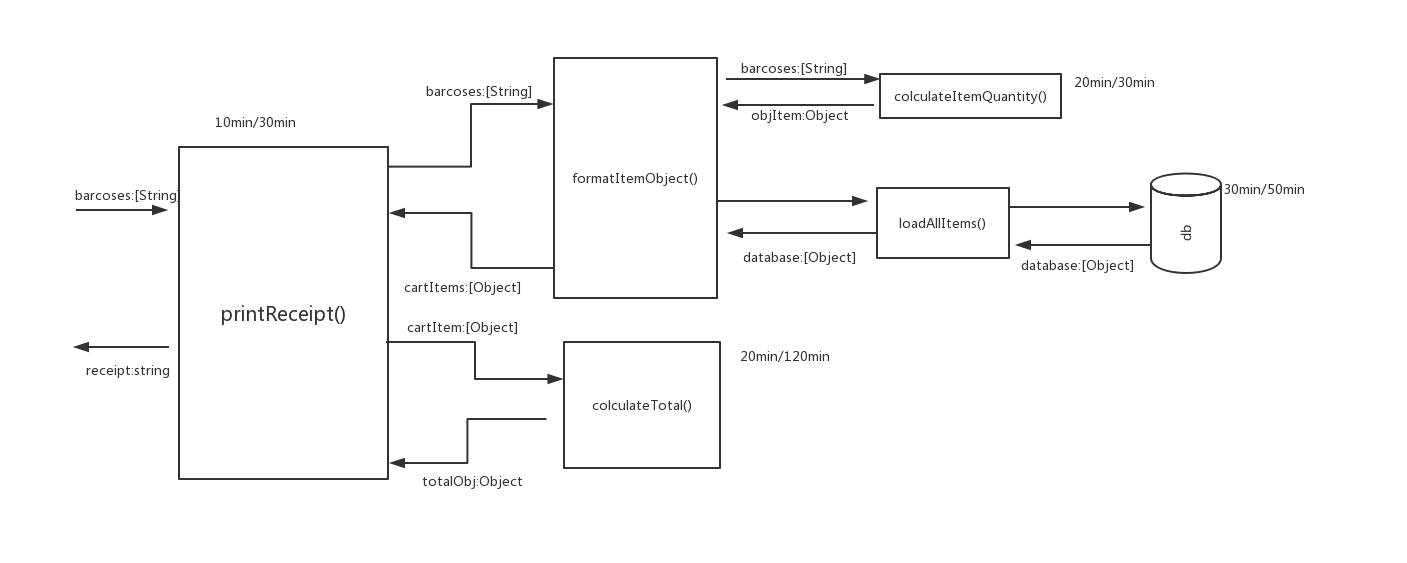 barcoses:[String]
colculateItemQuantity()
20min/30min
barcoses:[String]
objItem:Object
10min/30min
formatItemObject()
barcoses:[String]
30min/50min
loadAllItems()
db
database:[Object]
database:[Object]
cartItems:[Object]
printReceipt()
cartItem:[Object]
20min/120min
receipt:string
colculateTotal()
totalObj:Object